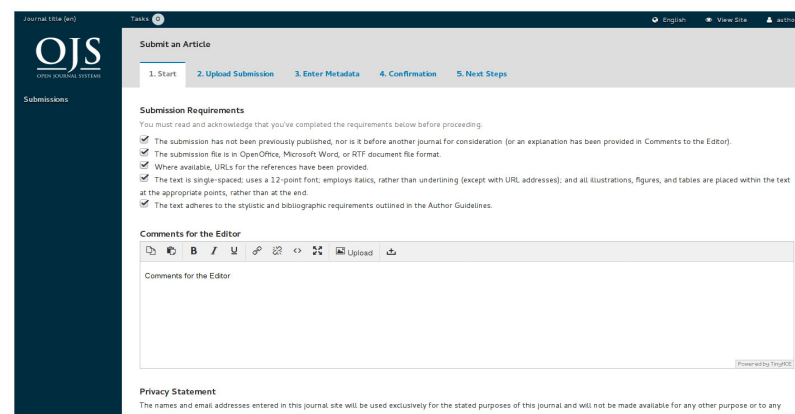 Journal title (en)
Tasks 0
English
View Site
autho
OJS
OPEN JOURNAL SYSTEMS
Submissions
Submit an Article
1. Start
2. Upload Submission
3. Enter Metadata
4. Confirmation
5. Next Steps
Submission Requirements
You must read and acknowledge that you've completed the requirements below before proceeding.
The submission has not been previously published, nor is it before another journal for consideration (or an explanation has been provided in Comments to the Editor).
The submission file is in OpenOffice, Microsoft Word, or RTF document file format.
Where available, URLs for the references have been provided.
The text is single-spaced; uses a 12-point font; employs italics, rather than underlining (except with URL addresses); and all illustrations, figures, and tables are placed within the text
at the appropriate points, rather than at the end.
The text adheres to the stylistic and bibliographic requirements outlined in the Author Guidelines.
Comments for the Editor
B I U Upload
Comments for the Editor
Powered by TinyMCE
Privacy Statement
The names and email addresses entered in this journal site will be used exclusively for the stated purposes of this journal and will not be made available for any other purpose or to any